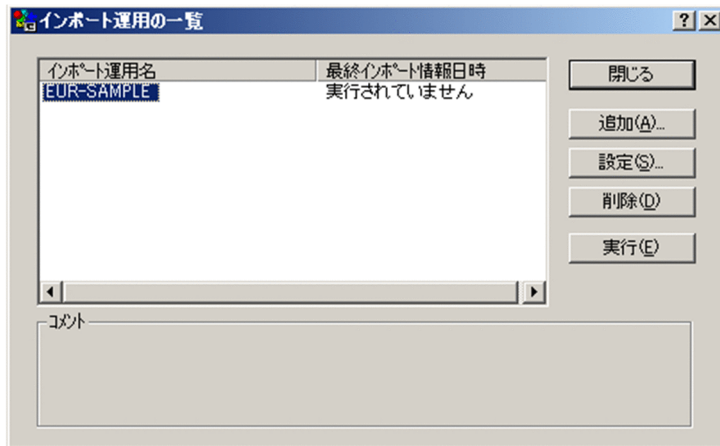 インポート運用の一覧
インポート運用名 最終インポート情報日時
EUR-SAMPLE 実行されていません
閉じる
追加(A)...
設定(S)...
削除(D)
実行(E)
コメント